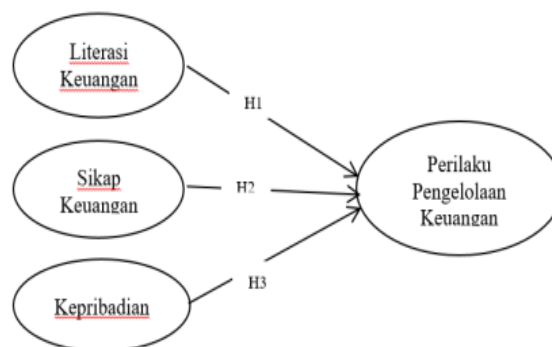 Literasi
Keuangan
H1
Sikap
Keuangan
H2
Perilaku
Pengelolaan
Keuangan
Kepribadian
H3